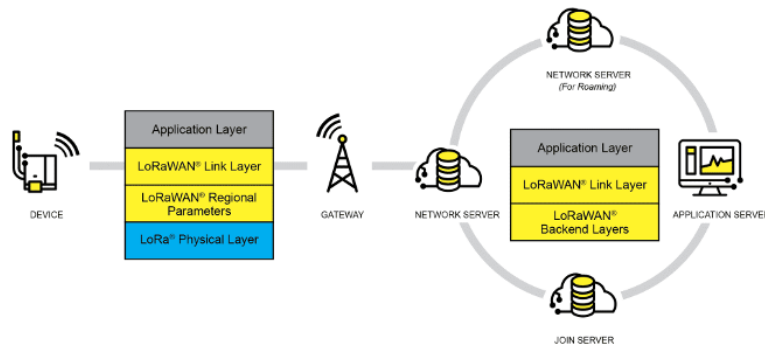 NETWORK SERVER
(For Roaming)
Application Layer
LoRaWAN® Link Layer
LoRaWAN® Regional
Parameters
LoRa® Physical Layer
Application Layer
LoRaWAN® Link Layer
LoRaWAN®
Backend Layers
DEVICE
GATEWAY
NETWORK SERVER
APPLICATION SERVER
JOIN SERVER